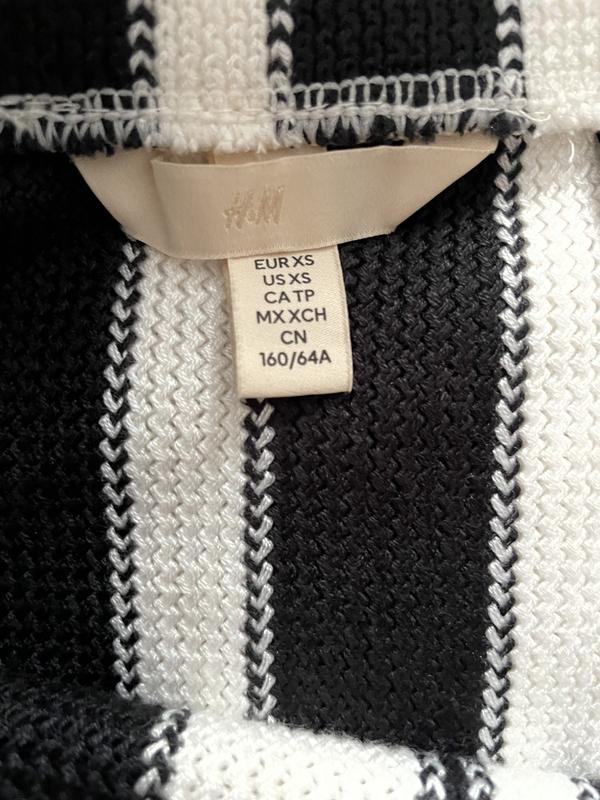 H&M
EUR XS
US XS
CA TP
MX XCH
CN
160/64A